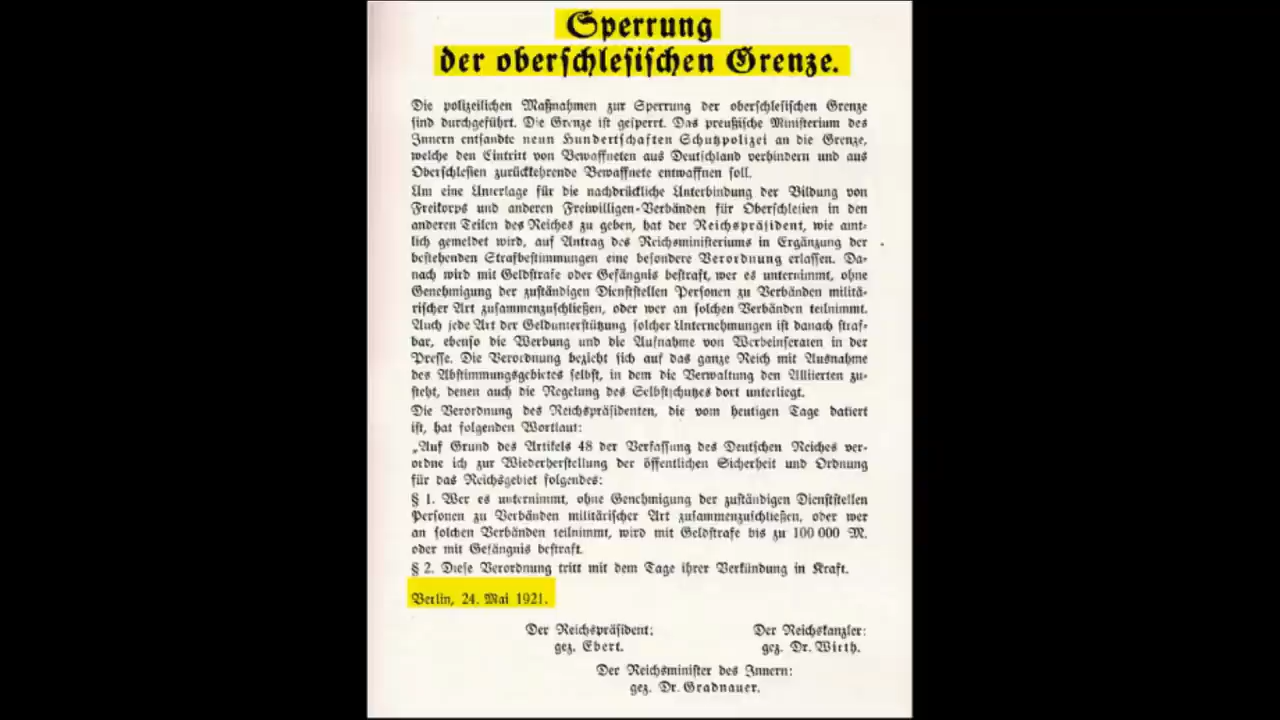 Sperrung
der oberschlesischen Grenze.
Die polizeilichen Maßnahmen zur Sperrung der oberschlesischen Grenze
sind durchgeführt. Die Grenze ist gesperrt. Das preußische Ministerium des
Innern entsandte neun Hundertschaften Schutzpolizei an die Grenze,
welche den Eintritt von Bewaffneten aus Deutschland verhindern und aus
Oberschlesien zurückkehrende Bewaffnete entwaffnen soll.
Um eine Unterlage für die nachdrückliche Unterbindung der Bildung von
Freikorps und anderen Freiwilligen-Verbänden für Oberschlesien in den
anderen Teilen des Reiches zu geben, hat der Reichspräsident, wie amt-
lich gemeldet wird, auf Antrag des Reichsministeriums in Ergänzung der
bestehenden Strafbestimmungen eine besondere Verordnung erlassen. Da-
nach wird mit Geldstrafe oder Gefängnis bestraft, wer es unternimmt, ohne
Genehmigung der zuständigen Dienststellen Personen zu Verbänden militä-
rischer Art zusammenzuschließen, oder wer an solchen Verbänden teilnimmt.
Auch jede Art der Geldunterstützung solcher Unternehmungen ist danach straf-
bar, ebenso die Werbung und die Aufnahme von Werbeinseraten in der
Presse. Die Verordnung bezieht sich auf das ganze Reich mit Ausnahme
des Abstimmungsgebietes selbst, in dem die Verwaltung den Alliierten zu-
steht, denen auch die Regelung des Selbstschutzes dort unterliegt.
Die Verordnung des Reichspräsidenten, die vom heutigen Tage datiert
ist, hat folgenden Wortlaut:
„Auf Grund des Artikels 48 der Verfassung des Deutschen Reiches ver-
ordne ich zur Wiederherstellung der öffentlichen Sicherheit und Ordnung
für das Reichsgebiet folgendes:
§ 1. Wer es unternimmt, ohne Genehmigung der zuständigen Dienststellen
Personen zu Verbänden militärischer Art zusammenzuschließen, oder wer
an solchen Verbänden teilnimmt, wird mit Geldstrafe bis zu 100 000 M.
oder mit Gefängnis bestraft.
§ 2. Diese Verordnung tritt mit dem Tage ihrer Verkündung in Kraft.
Berlin, 24. Mai 1921.
Der Reichspräsident: Der Reichskanzler:
gez. Ebert. gez. Dr. Wirth.
Der Reichsminister des Innern:
gez. Dr. Gradnauer.